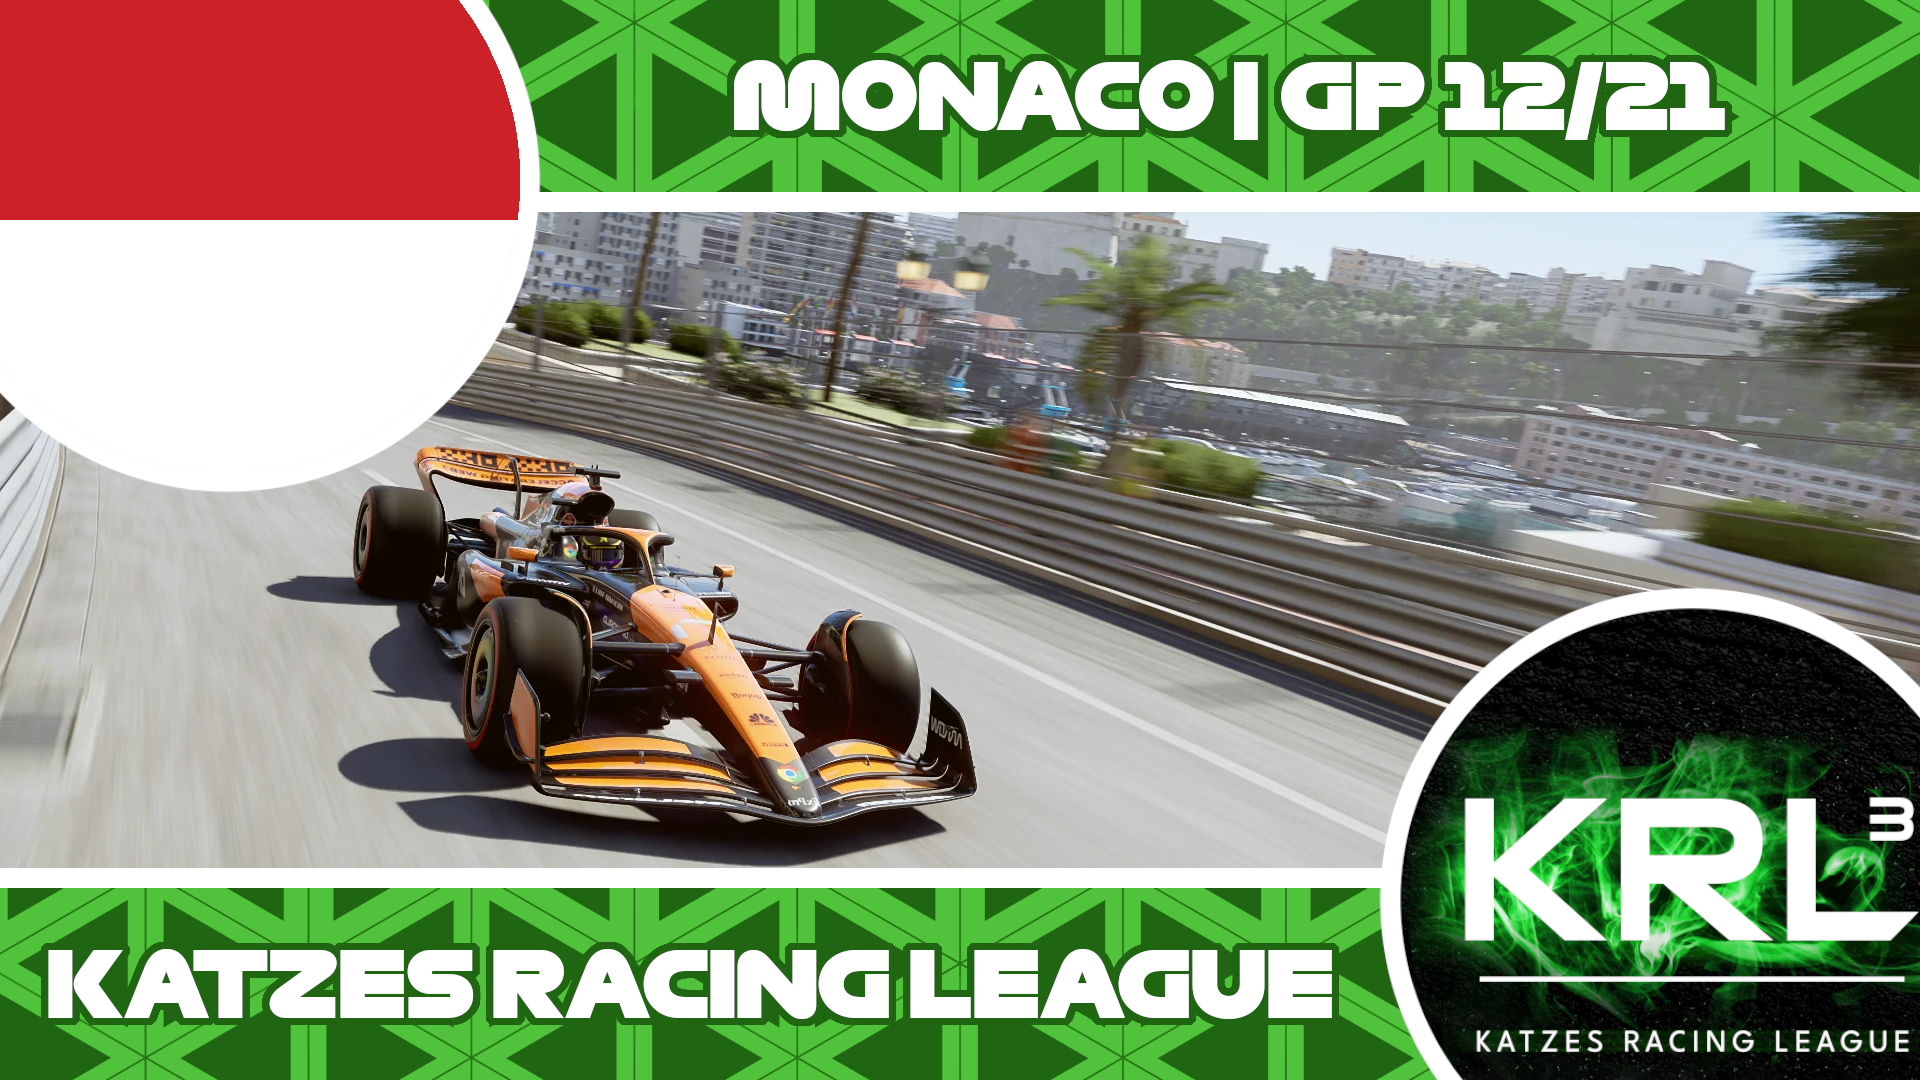 MONACO | GP 12/21
KATZES RACING LEAGUE
KRL3
KATZES RACING LEAGUE